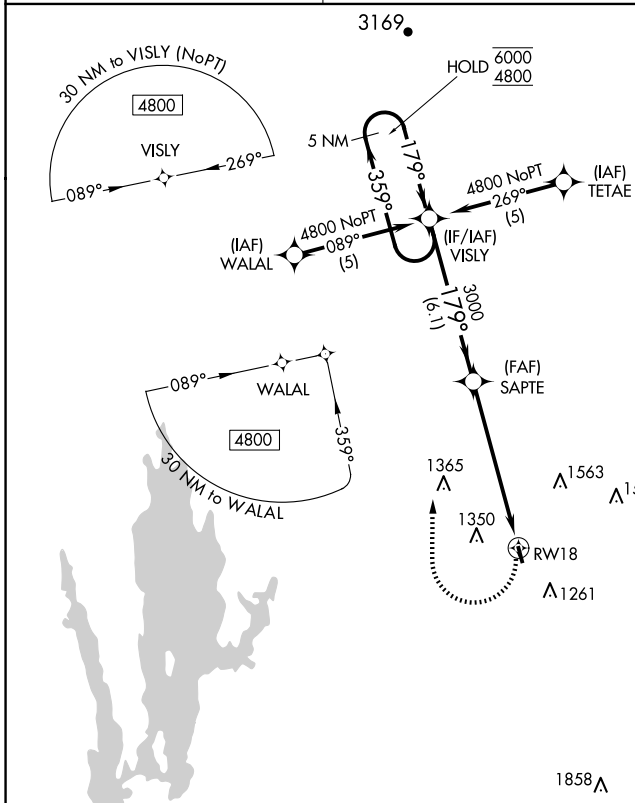 3169
30 NM to VISLY (NoPT)
4800
VISLY
089°
269°
HOLD
6000
4800
5 NM
179°
359°
4800 NoPT
269°
(5)
(IAF)
TETAE
4800 NoPT
089°
(5)
(IAF)
WALAL
(IF/IAF)
VISLY
3000
179°
(6.1)
(FAF)
SAPTE
089°
WALAL
4800
359°
30 NM to WALAL
1365
1563
1350
RW18
1261
1858